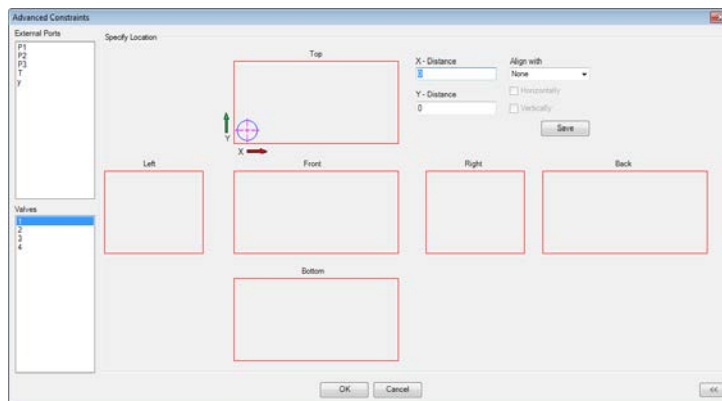 Advanced Constraints
External Ports
P1
P2
P3
T
y
Valves
1
2
3
4
Specify Location
Top
Y
X
X - Distance
0
Y - Distance
0
Align with
None
Horizontally
Vertically
Save
Left
Front
Right
Back
Bottom
OK
Cancel
<<